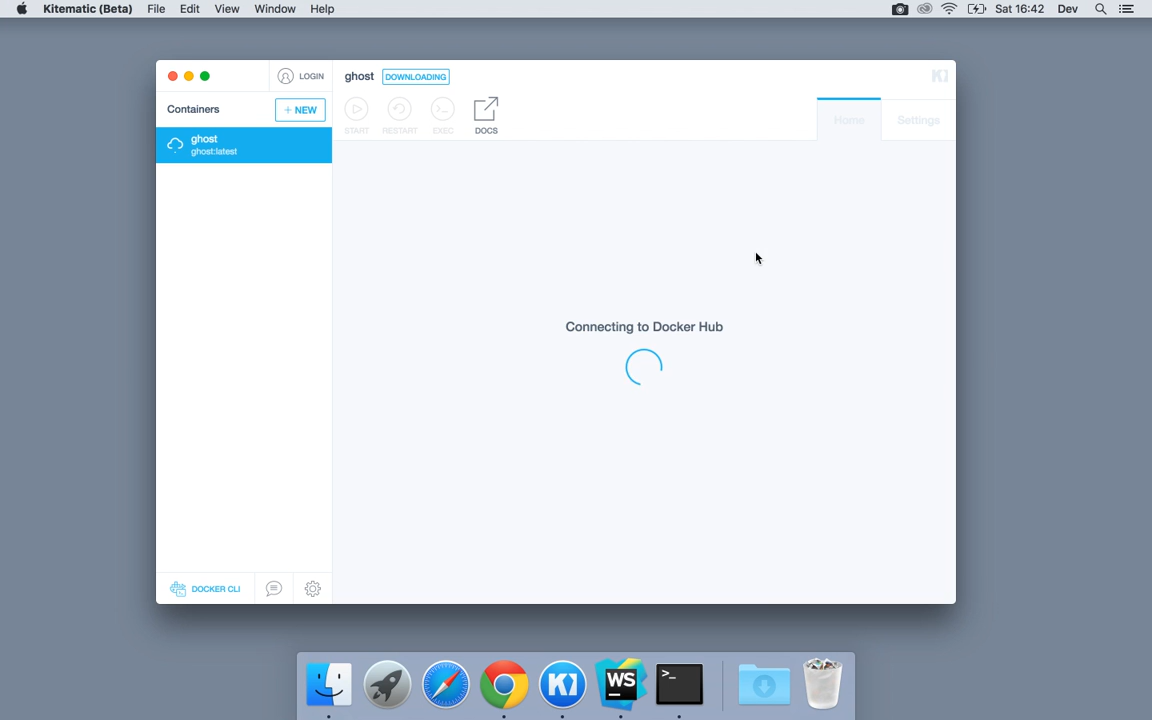 Kitematic (Beta) File Edit View Window Help Sat 16:42 Dev
LOGIN
ghost DOWNLOADING
Containers
+ NEW
START RESTART EXEC DOCS
Home Settings
ghost
ghost:latest
Connecting to Docker Hub
DOCKER CLI
WS